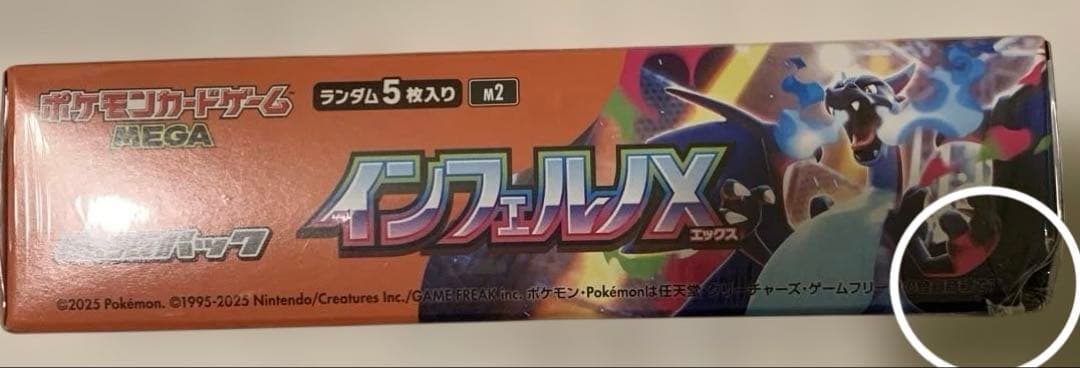 ポケモンカードゲーム
MEGA
ランダム5枚入り
M2
インフェルノX
エックス
パック
©2025 Pokémon. ©1995-2025 Nintendo/Creatures Inc./GAME FREAK inc. ポケモン・Pokémonは任天堂・クリーチャーズ・ゲームフリー